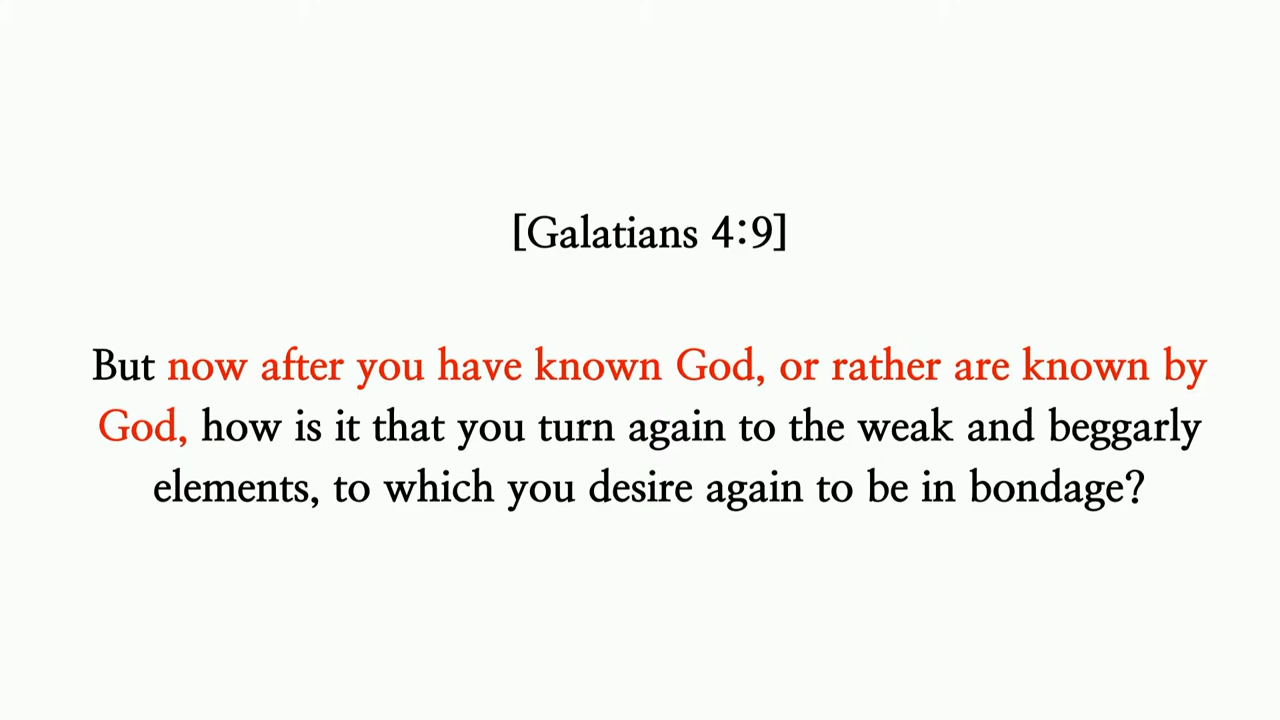 [Galatians 4:9]
But now after you have known God, or rather are known by
God, how is it that you turn again to the weak and beggarly
elements, to which you desire again to be in bondage?